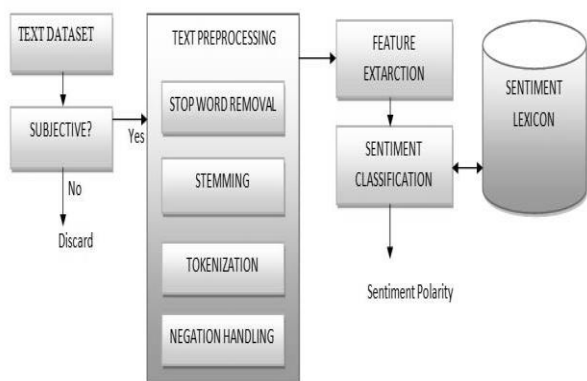 TEXT DATASET
SUBJECTIVE?
Yes
No
Discard
TEXT PREPROCESSING
STOP WORD REMOVAL
STEMMING
TOKENIZATION
NEGATION HANDLING
FEATURE
EXTARCTION
SENTIMENT
CLASSIFICATION
Sentiment Polarity
SENTIMENT
LEXICON